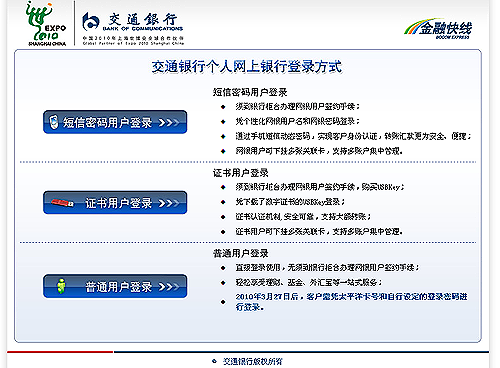 EXPO
2010
SHANGHAI CHINA
交通銀行
BANK OF COMMUNICATIONS
中国2010年上海世博会全球合作伙伴
Global Partner of Expo 2010 Shanghai China
金融快线
BOCOM EXPRESS
交通银行个人网上银行登录方式
短信密码用户登录 >>>
短信密码用户登录
须到银行柜台办理网银用户签约手续；
凭个性化网银用户名和网银密码登录；
通过手机短信动态密码，实现客户身份认证，转账汇款更为安全、便捷；
网银用户可下挂多张关联卡，支持多账户集中管理。
证书用户登录 >>>
证书用户登录
须到银行柜台办理网银用户签约手续，购买USBKey；
凭下载了数字证书的USBKey登录；
证书认证机制，安全可靠，支持大额转账；
证书用户可下挂多张关联卡，支持多账户集中管理。
普通用户登录 >>>
普通用户登录
直接登录使用，无须到银行柜台办理网银用户签约手续；
轻松享受理财、基金、外汇宝等一站式服务；
2010年3月27日后，客户需凭太平洋卡号和自行设定的登录密码进
行登录。
交通银行版权所有